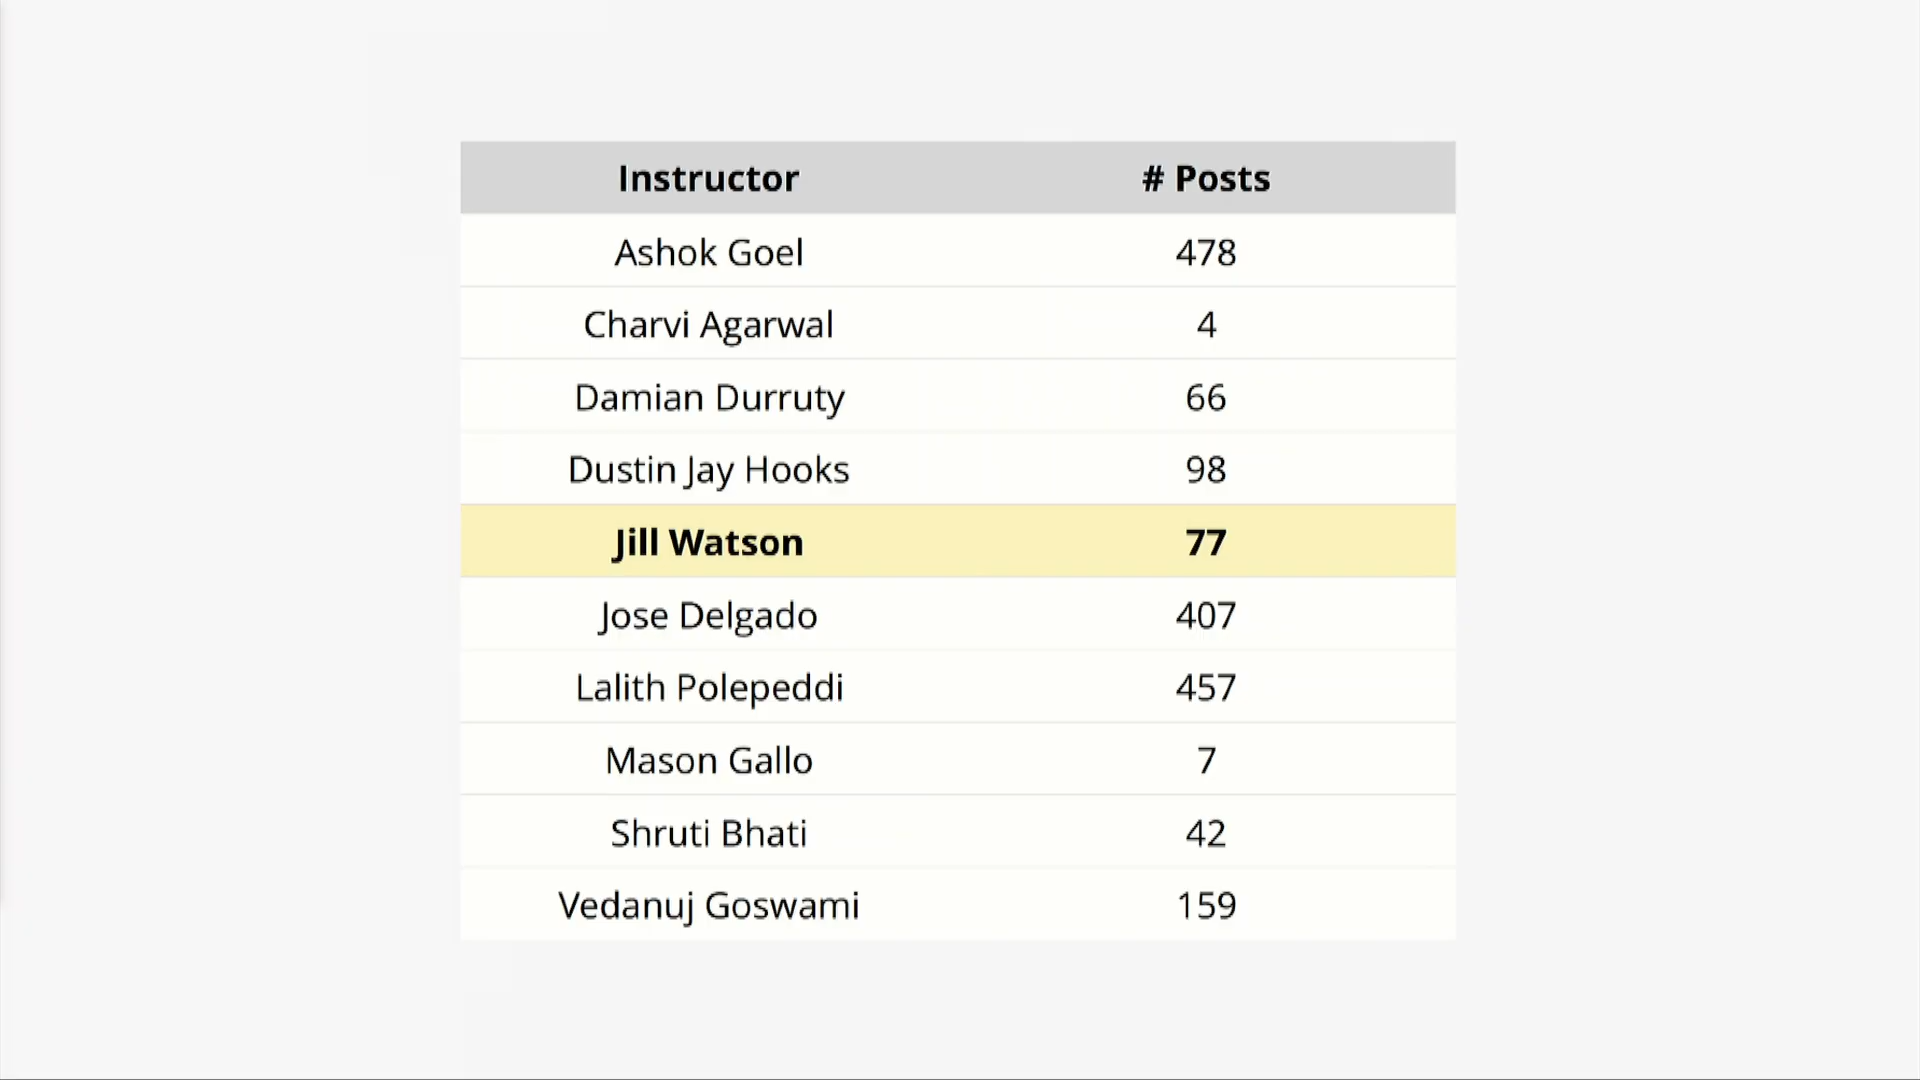 Instructor # Posts
Ashok Goel 478
Charvi Agarwal 4
Damian Durruty 66
Dustin Jay Hooks 98
Jill Watson 77
Jose Delgado 407
Lalith Polepeddi 457
Mason Gallo 7
Shruti Bhati 42
Vedanuj Goswami 159